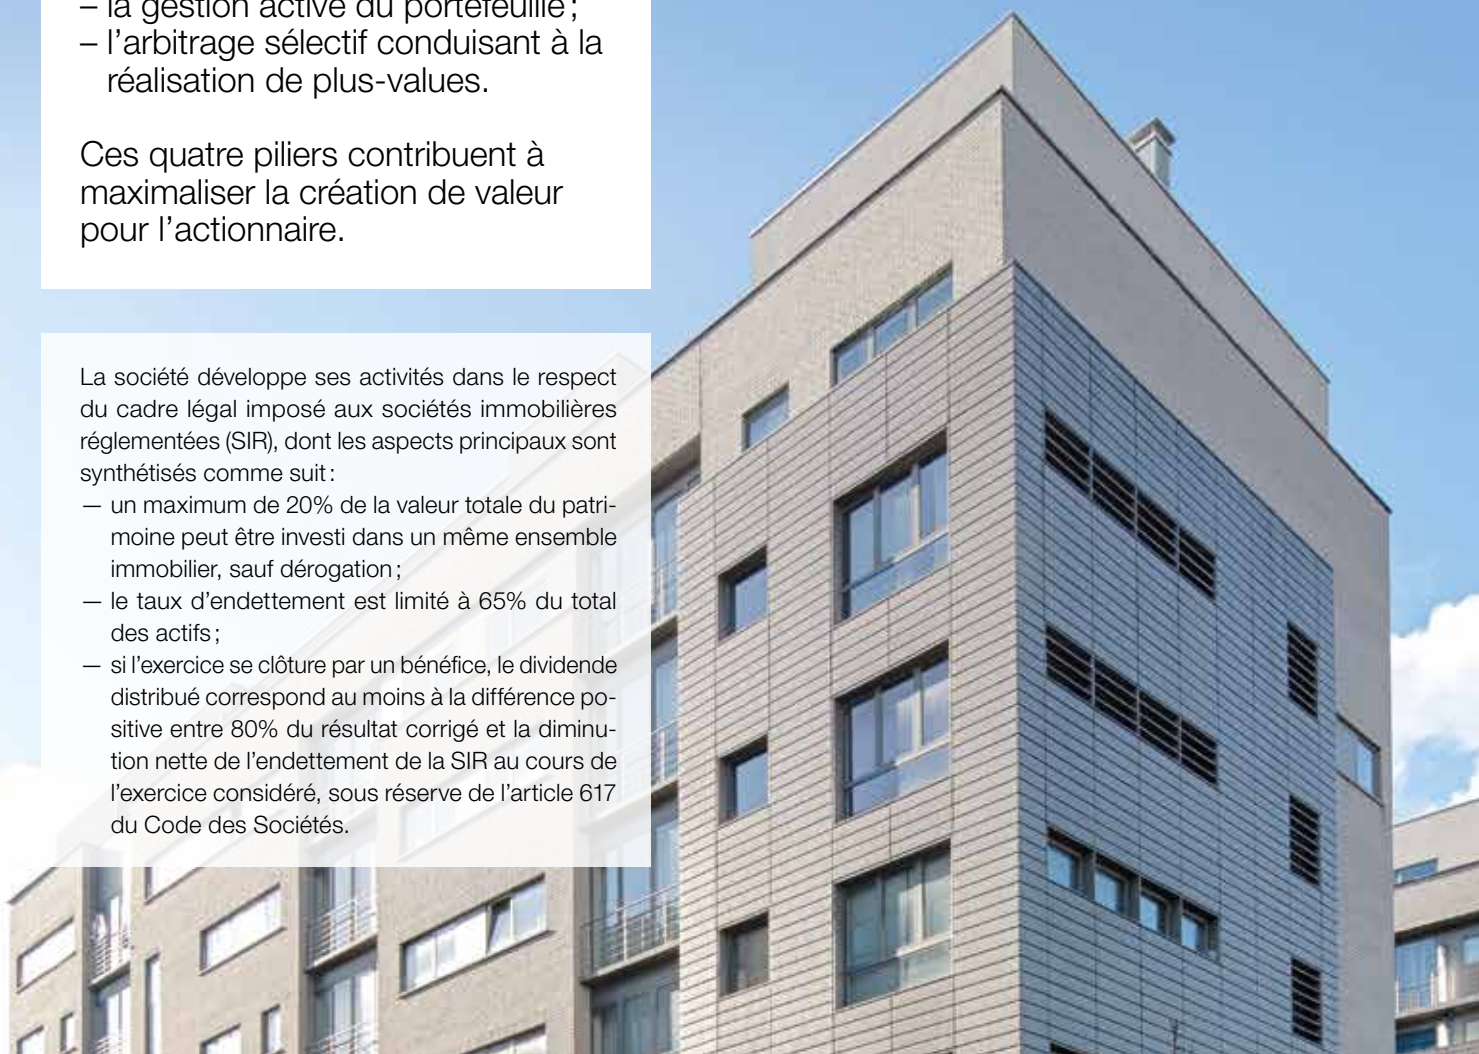 – la gestion active du portefeuille ;
– l’arbitrage sélectif conduisant à la
réalisation de plus-values.
Ces quatre piliers contribuent à
maximaliser la création de valeur
pour l’actionnaire.
La société développe ses activités dans le respect
du cadre légal imposé aux sociétés immobilières
réglementées (SIR), dont les aspects principaux sont
synthétisés comme suit :
— un maximum de 20% de la valeur totale du patri-
moine peut être investi dans un même ensemble
immobilier, sauf dérogation ;
— le taux d’endettement est limité à 65% du total
des actifs ;
— si l’exercice se clôture par un bénéfice, le dividende
distribué correspond au moins à la différence po-
sitive entre 80% du résultat corrigé et la diminu-
tion nette de l’endettement de la SIR au cours de
l’exercice considéré, sous réserve de l’article 617
du Code des Sociétés.